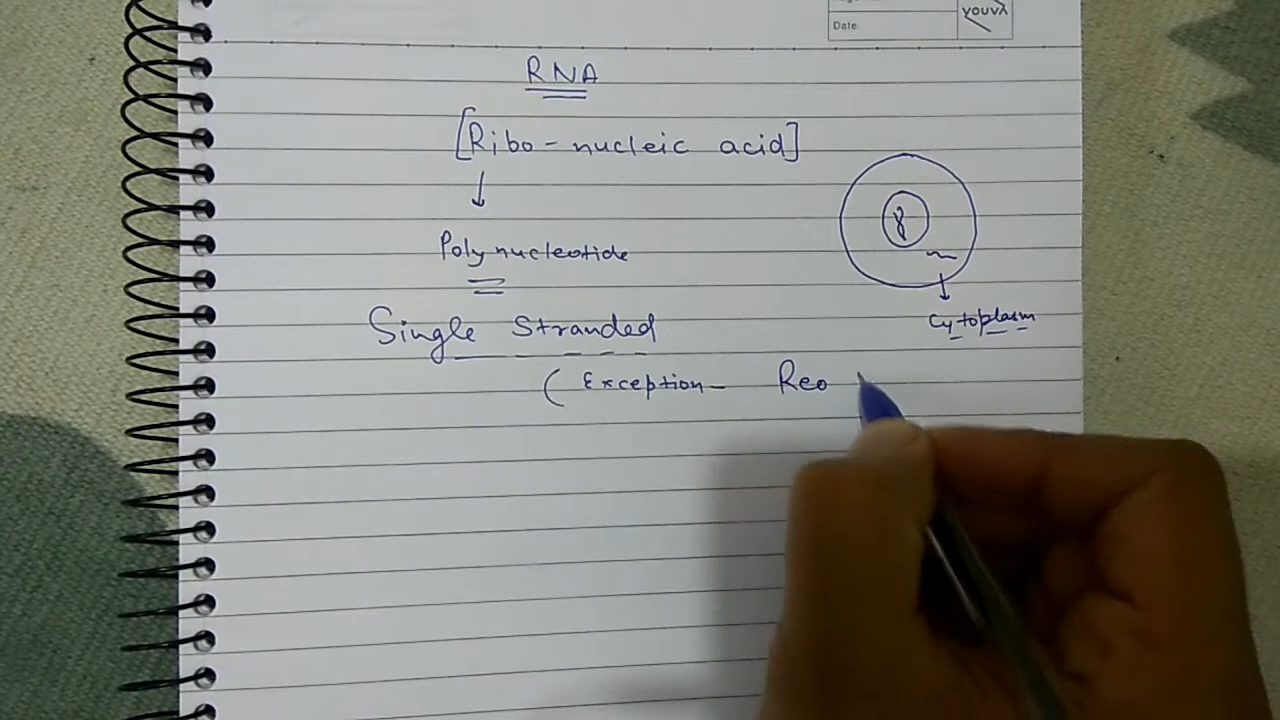 Date
YOUVA
RNA
[Ribo-nucleic acid]
Polynucleotide
Single Stranded
Cytoplasm
(Exception- Reo